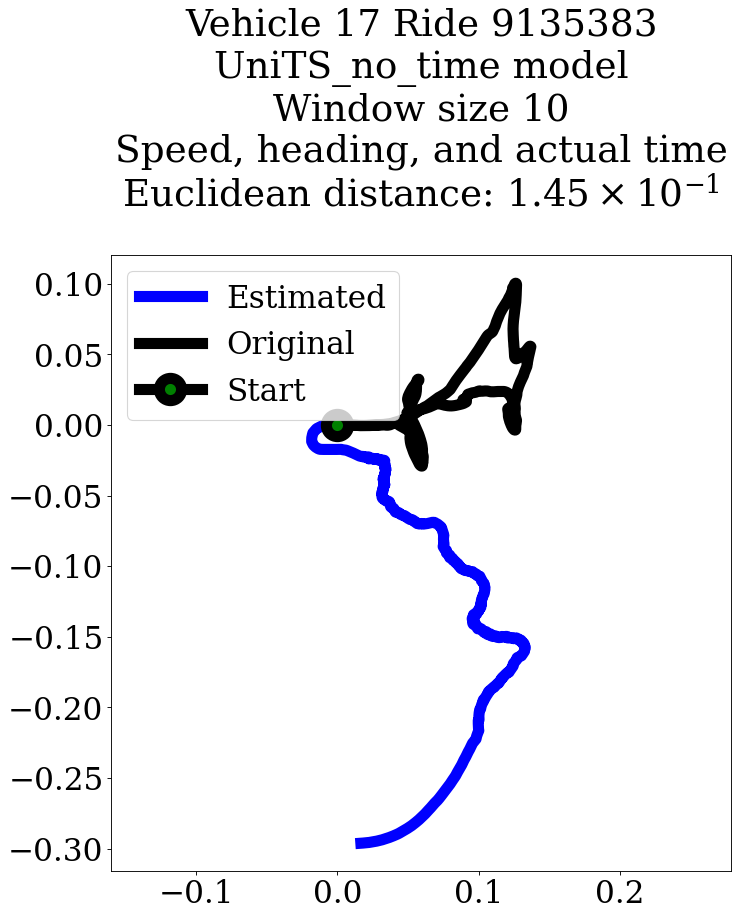 Vehicle 17 Ride 9135383
UniTS_no_time model
Window size 10
Speed, heading, and actual time
Euclidean distance: 1.45 × 10⁻¹
Estimated
Original
Start
0.10
0.05
0.00
−0.05
−0.10
−0.15
−0.20
−0.25
−0.30
−0.1 0.0 0.1 0.2